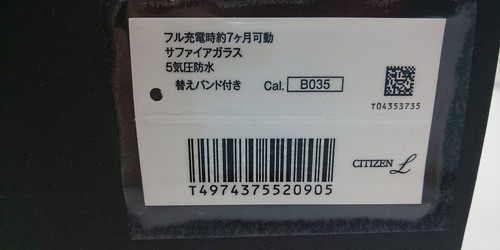 フル充電時約7ヶ月可動
サファイアガラス
5気圧防水
替えバンド付き Cal. B035
T04353735
CITIZEN L
T4974375520905